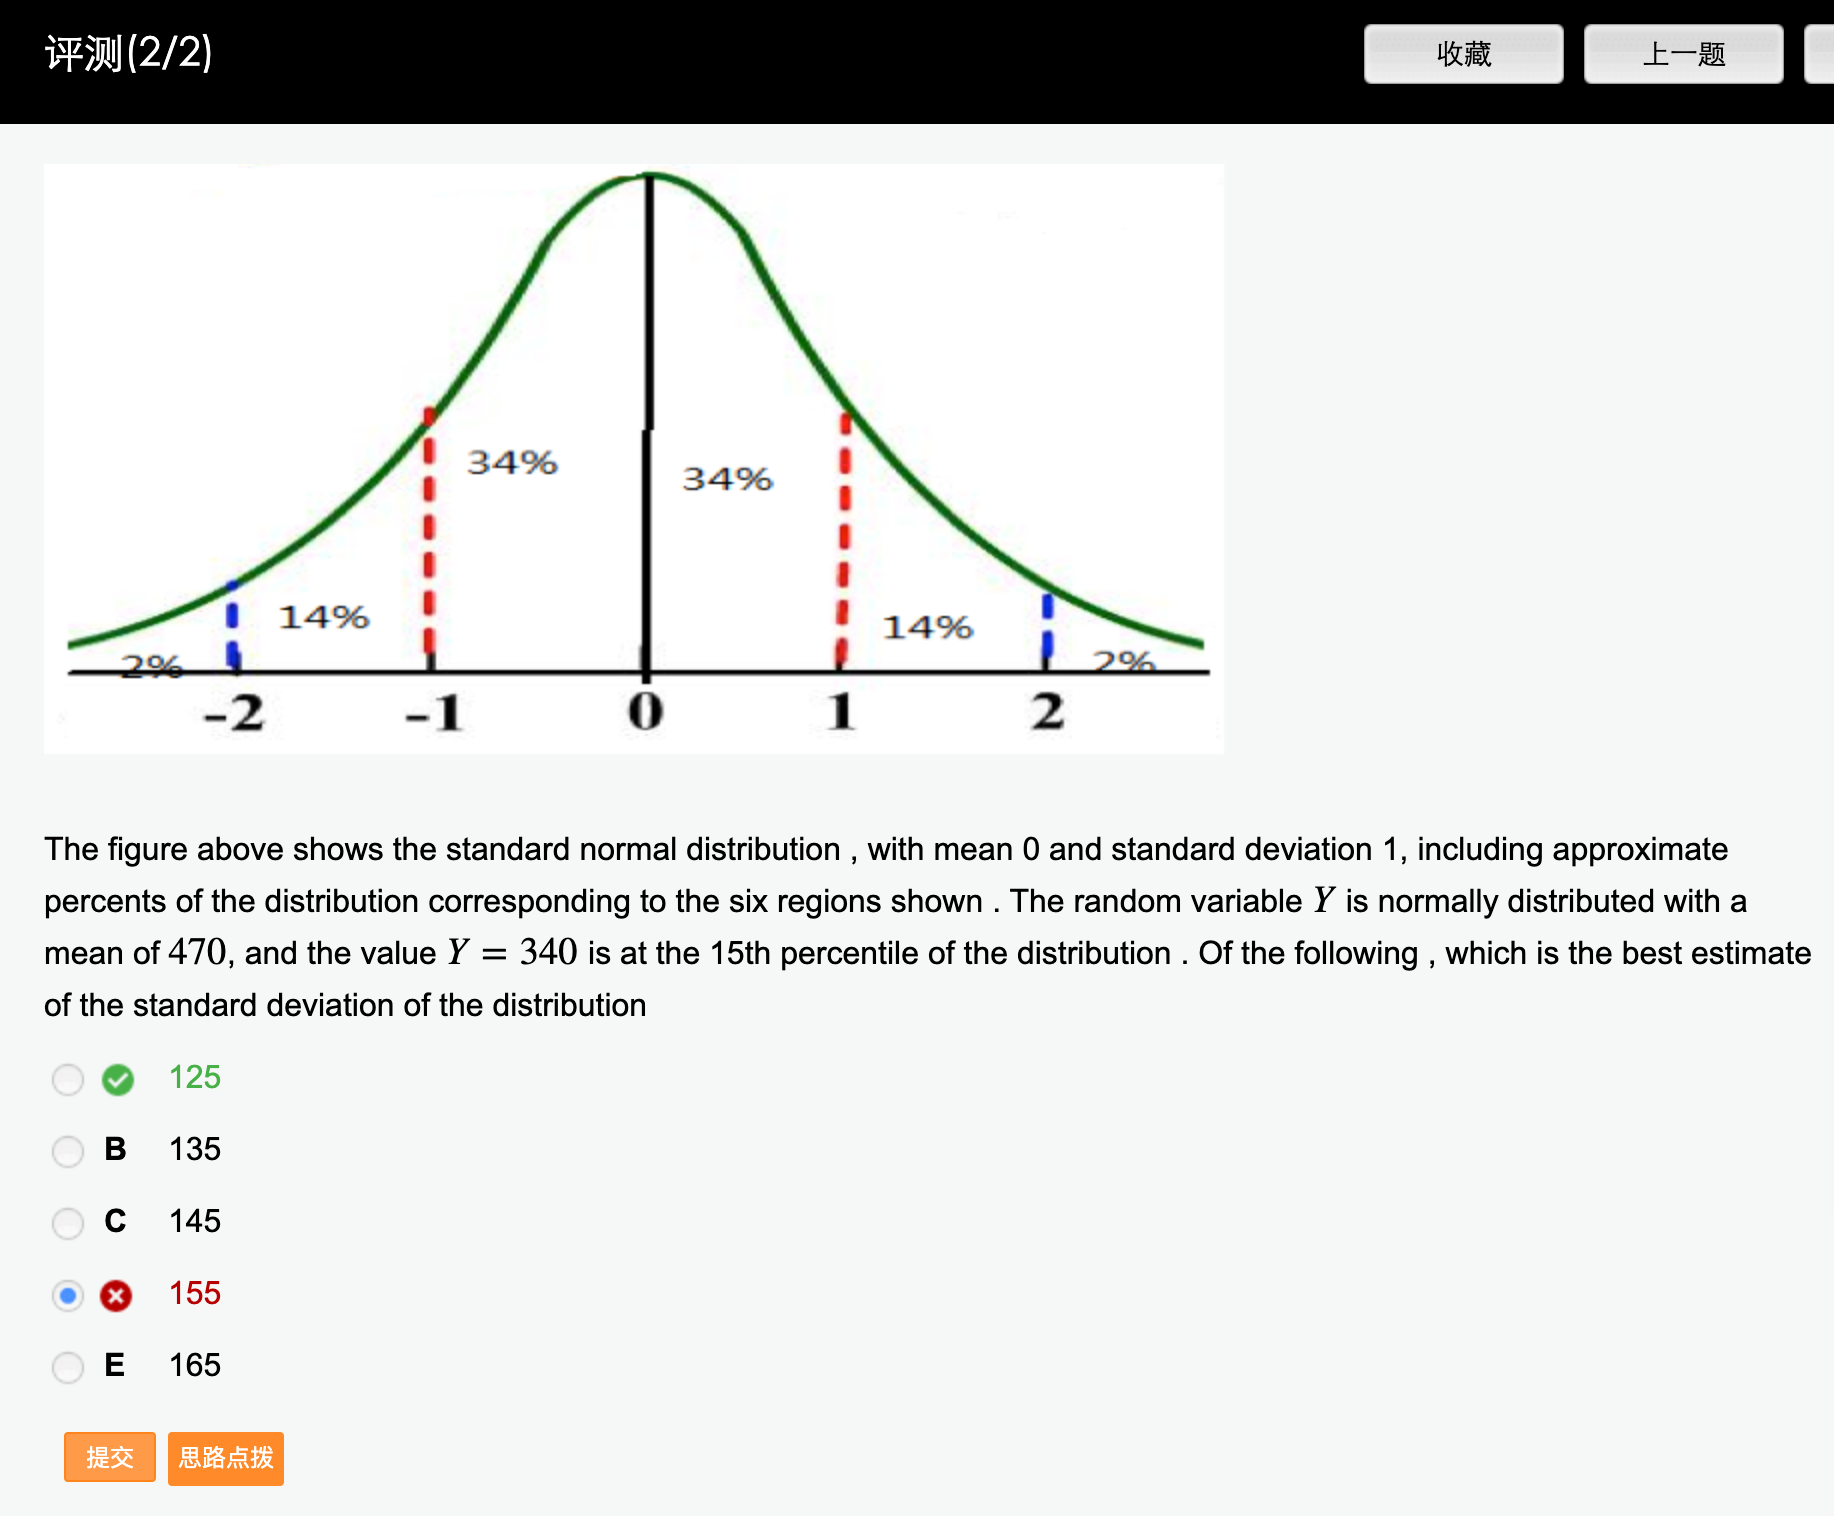 评测(2/2)
收藏
上一题
34%
34%
14%
14%
2%
2%
-2
-1
0
1
2
The figure above shows the standard normal distribution , with mean 0 and standard deviation 1, including approximate
percents of the distribution corresponding to the six regions shown . The random variable Y is normally distributed with a
mean of 470, and the value Y = 340 is at the 15th percentile of the distribution . Of the following , which is the best estimate
of the standard deviation of the distribution
125
B 135
C 145
155
E 165
提交
思路点拨